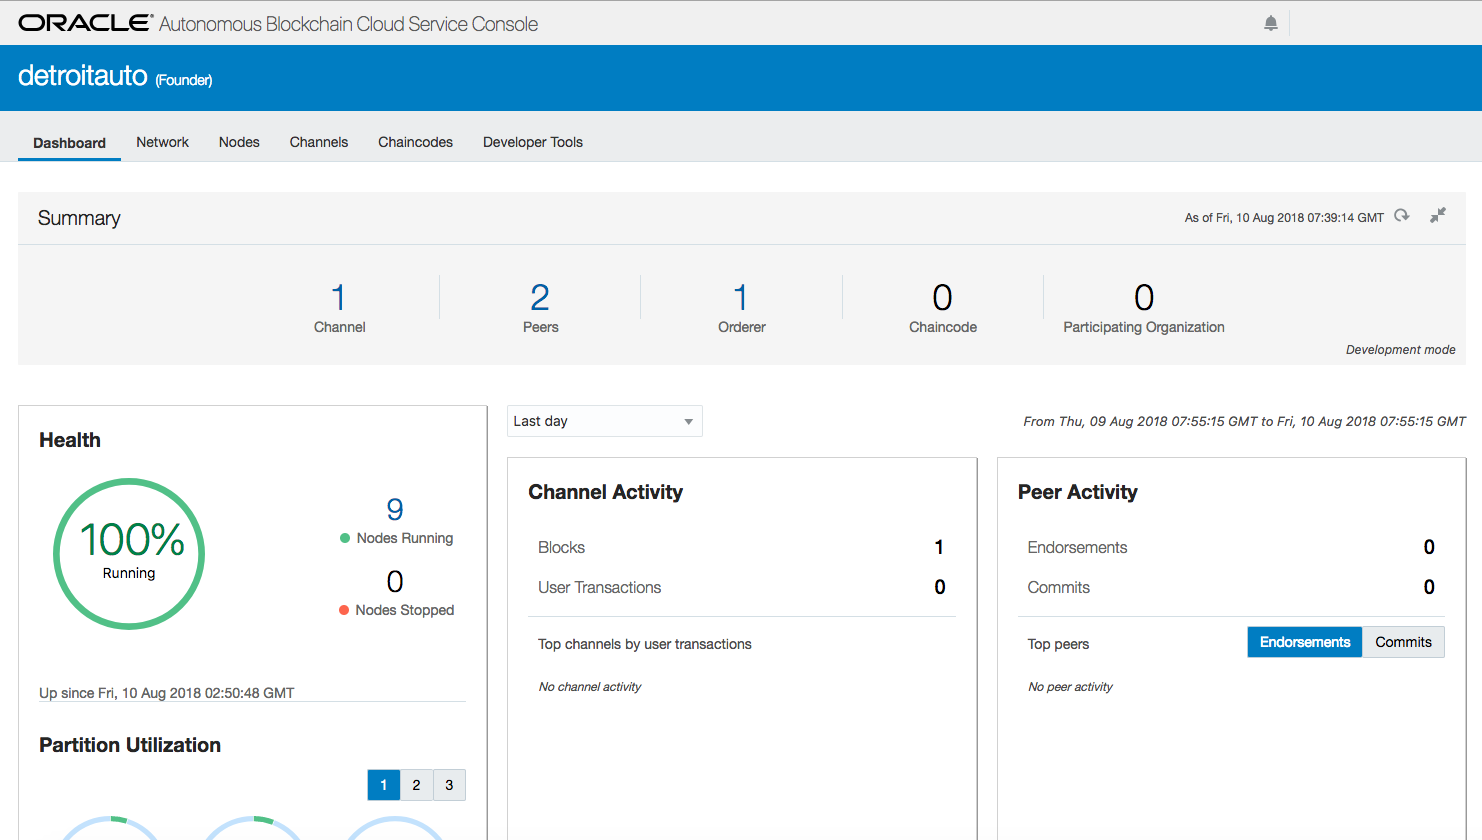 ORACLE® Autonomous Blockchain Cloud Service Console
detroitauto (Founder)
Dashboard Network Nodes Channels Chaincodes Developer Tools
Summary
As of Fri, 10 Aug 2018 07:39:14 GMT
1 2 1 0 0
Channel Peers Orderer Chaincode Participating Organization
Development mode
Health
100%
Running
9
Nodes Running
0
Nodes Stopped
Up since Fri, 10 Aug 2018 02:50:48 GMT
Partition Utilization
1 2 3
Last day
From Thu, 09 Aug 2018 07:55:15 GMT to Fri, 10 Aug 2018 07:55:15 GMT
Channel Activity
Blocks 1
User Transactions 0
Top channels by user transactions
No channel activity
Peer Activity
Endorsements 0
Commits 0
Top peers Endorsements Commits
No peer activity